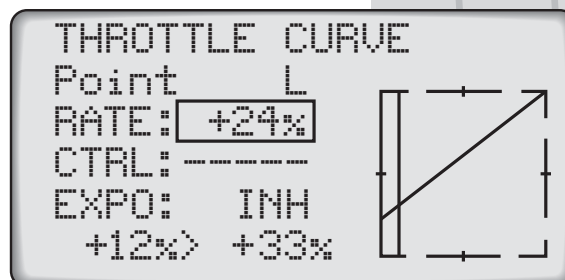 THROTTLE CURVE
Point L
RATE: +24%
CTRL: -----
EXPO: INH
+12%> +33%